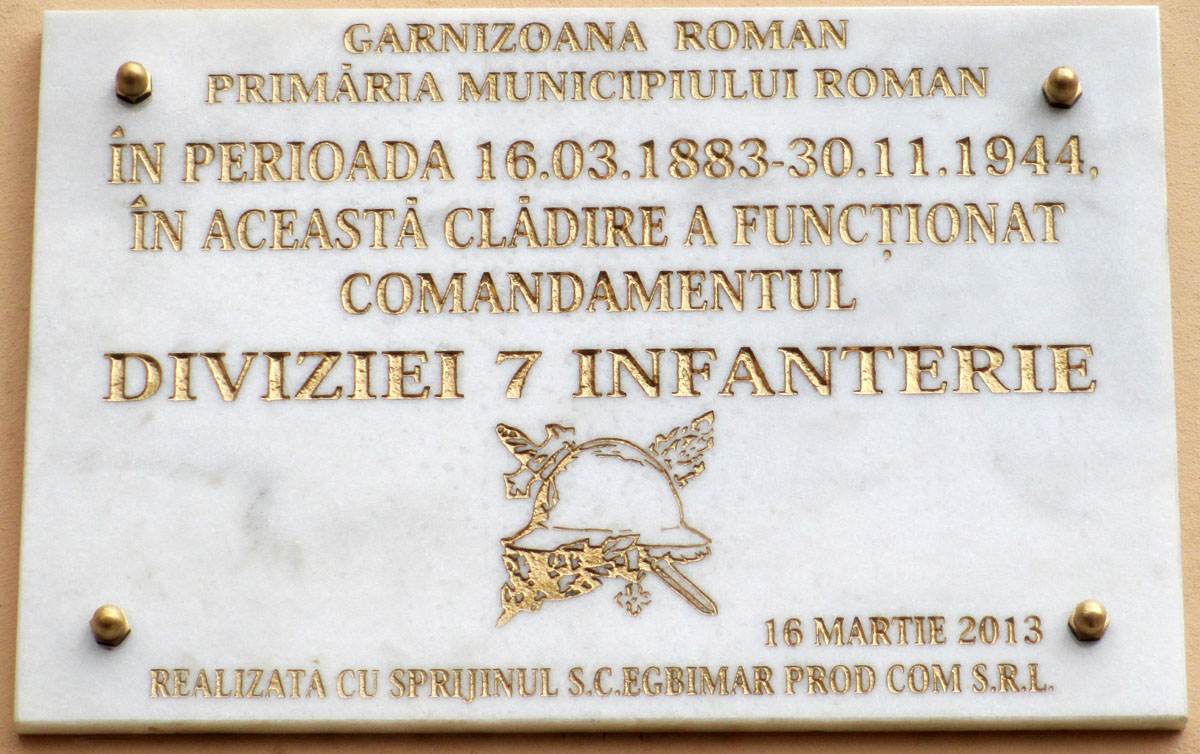 GARNIZOANA ROMAN
PRIMĂRIA MUNICIPIULUI ROMAN
ÎN PERIOADA 16.03.1883-30.11.1944,
ÎN ACEASTĂ CLĂDIRE A FUNCȚIONAT
COMANDAMENTUL
DIVIZIEI 7 INFANTERIE
16 MARTIE 2013
REALIZATĂ CU SPRIJINUL S.C.EGBIMAR PROD COM S.R.L.